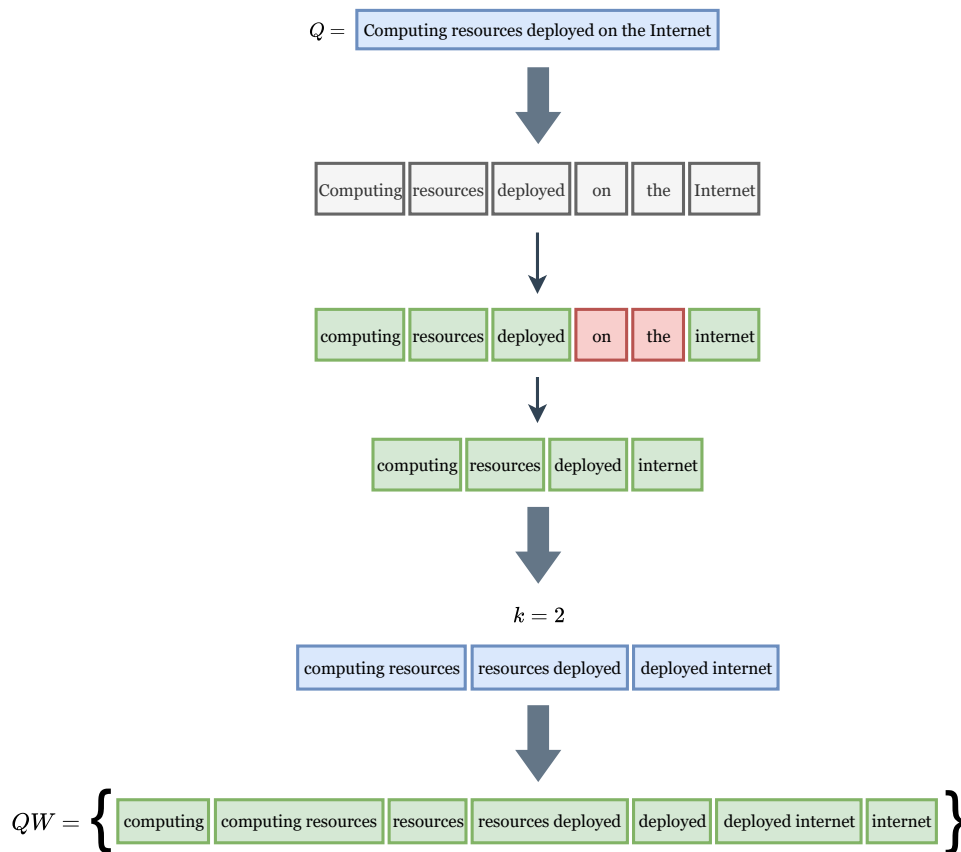 Q = Computing resources deployed on the Internet
Computing resources deployed on the Internet
computing resources deployed on the internet
computing resources deployed internet
k = 2
computing resources resources deployed deployed internet
QW = { computing computing resources resources resources deployed deployed deployed internet internet }